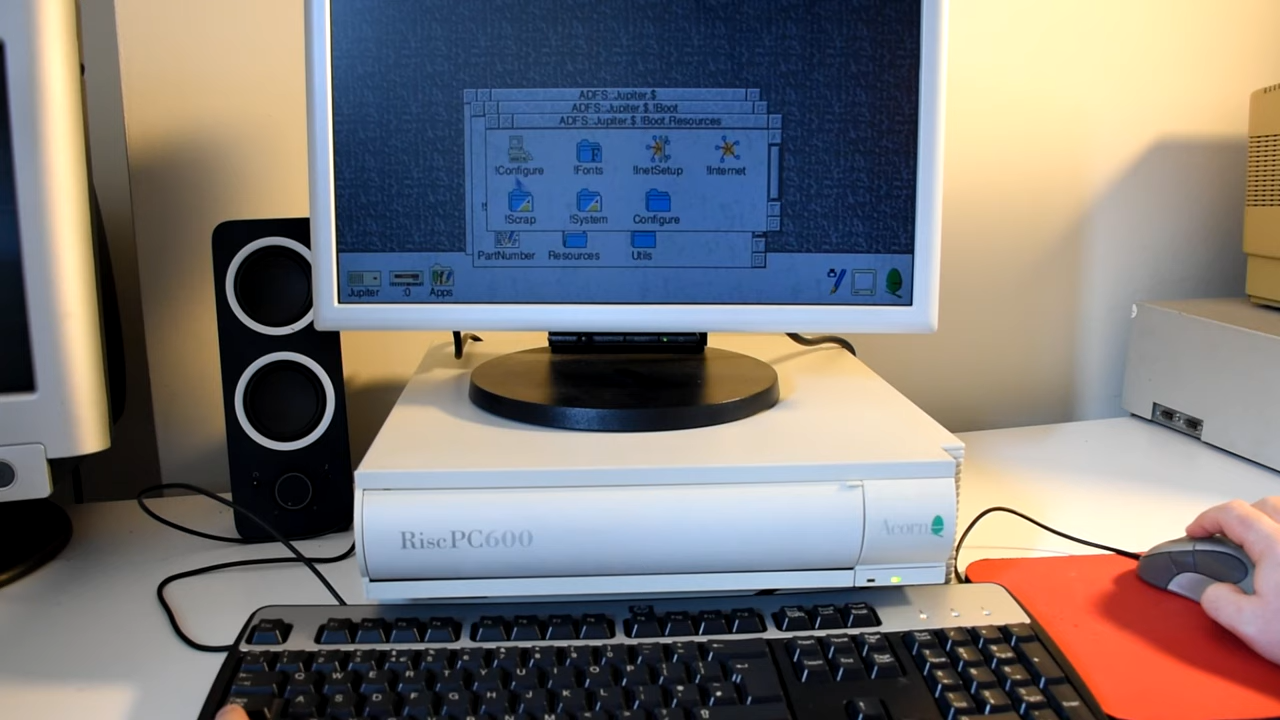 ADFS::Jupiter.$
ADFS::Jupiter.$.!Boot
ADFS::Jupiter.$.!Boot.Resources
!Configure !Fonts !InetSetup !Internet
!Scrap !System Configure
PartNumber Resources Utils
Jupiter :0 Apps
RiscPC600
Acorn